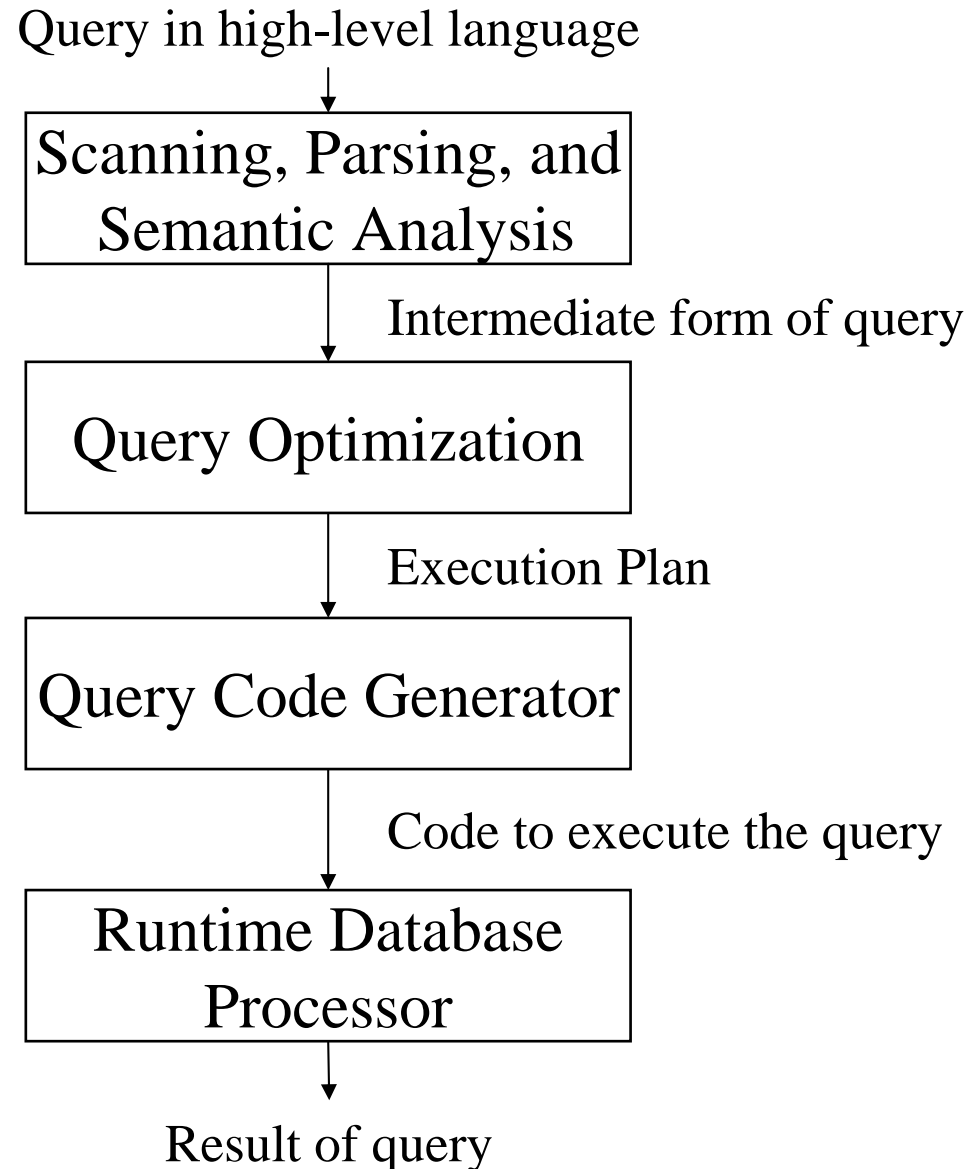 Query in high-level language
Scanning, Parsing, and
Semantic Analysis
Intermediate form of query
Query Optimization
Execution Plan
Query Code Generator
Code to execute the query
Runtime Database
Processor
Result of query